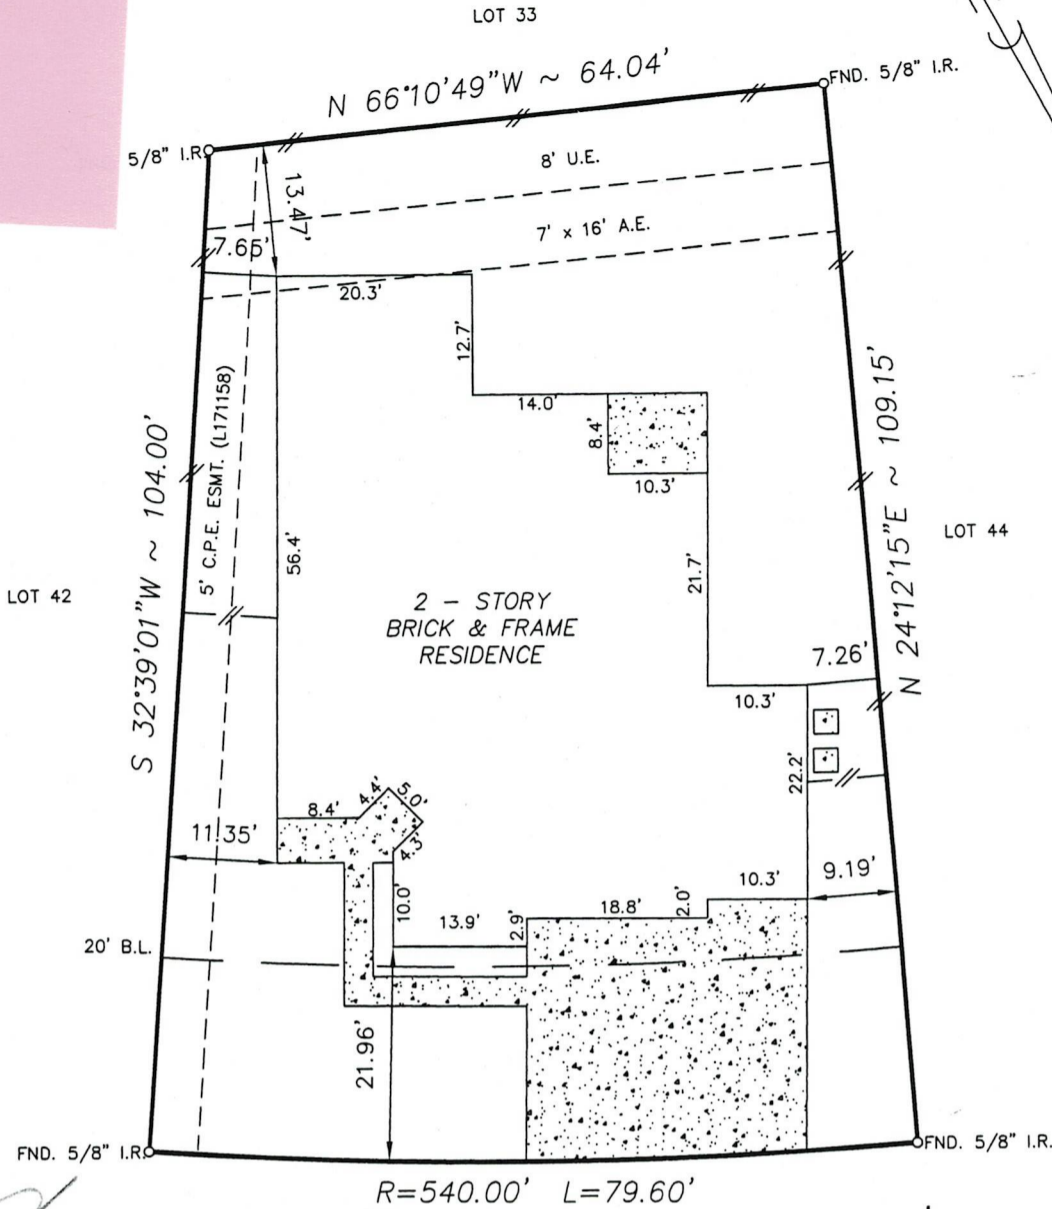 LOT 33
N 66°10'49"W ~ 64.04'
FND. 5/8" I.R.
5/8" I.R.
8' U.E.
13.47'
7' x 16' A.E.
7.65'
20.3'
12.7'
14.0'
8.4'
10.3'
S 32°39'01"W ~ 104.00'
5' C.P.E. ESMT. (L171158)
56.4'
N 24°12'15"E ~ 109.15'
LOT 44
LOT 42
21.7'
2 - STORY
BRICK & FRAME
RESIDENCE
7.26'
10.3'
22.2'
4.4'
5.0'
8.4'
11.35'
4.3'
9.19'
10.3'
10.0'
18.8'
2.0'
13.9'
2.9'
20' B.L.
21.96'
FND. 5/8" I.R.
FND. 5/8" I.R.
R=540.00' L=79.60'